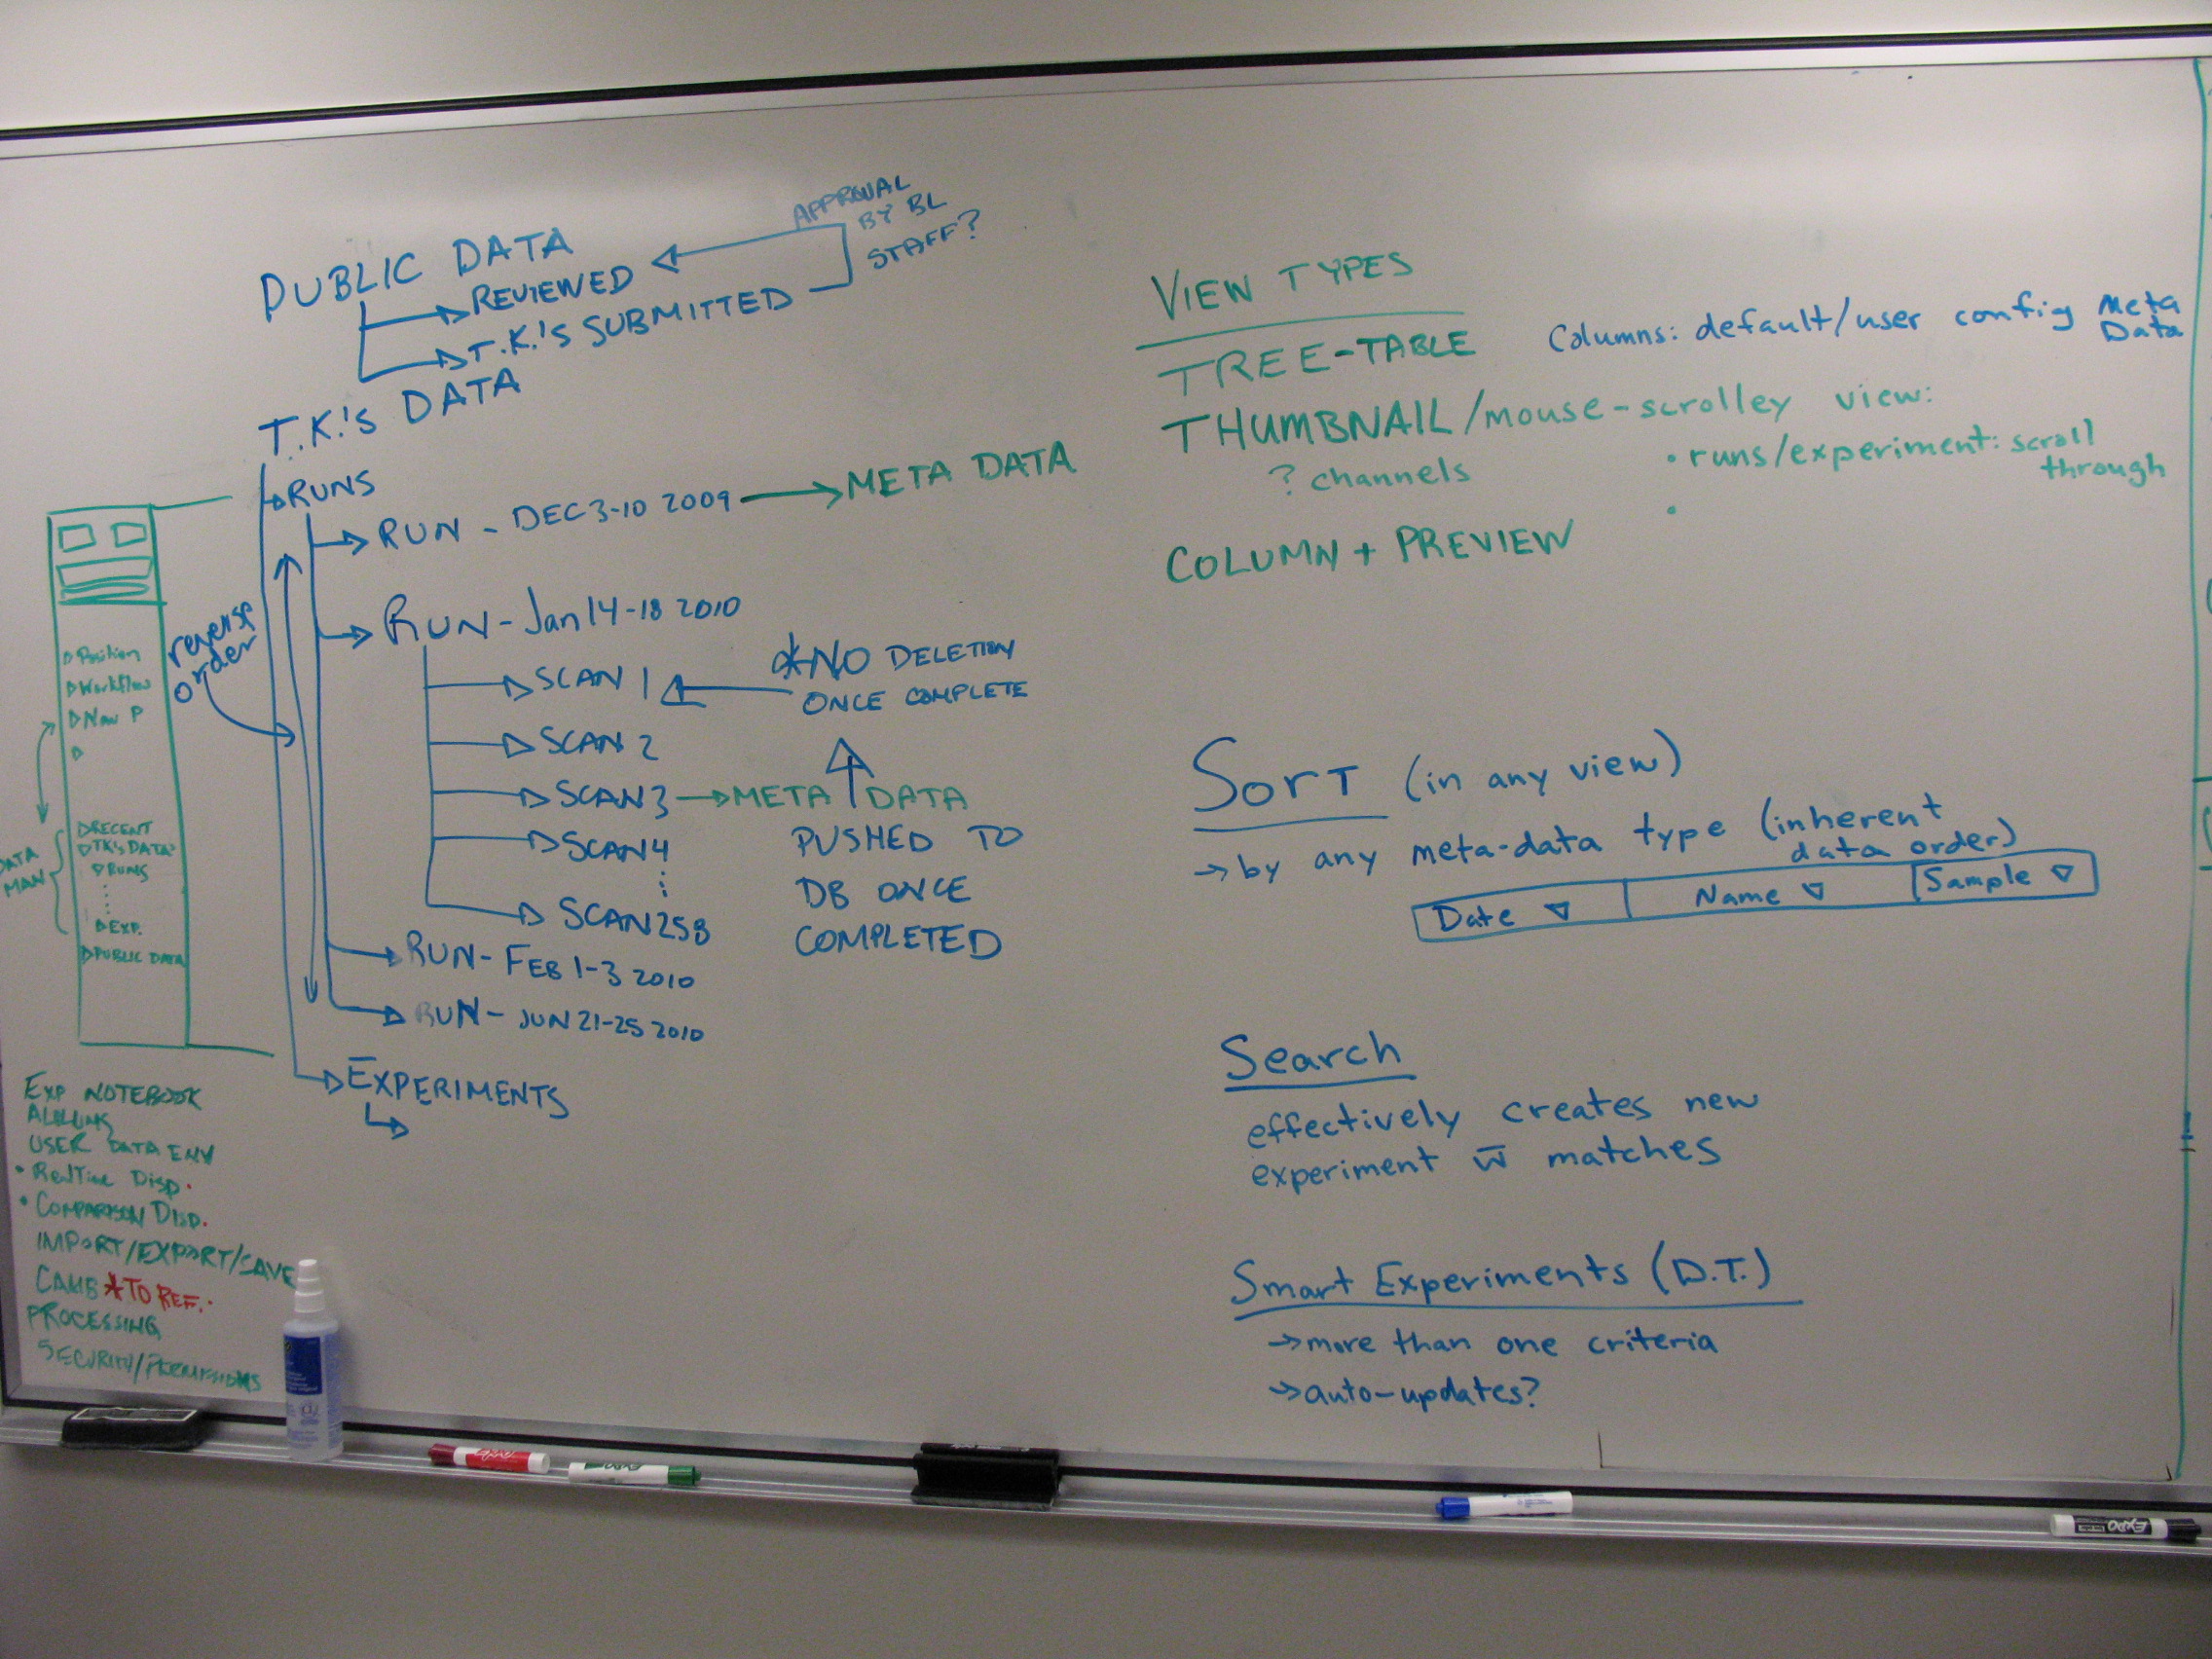 PUBLIC DATA
REVIEWED
T.K.'S SUBMITTED
APPROVAL
BY BL
STAFF?
T.K.'S DATA
RUNS
RUN - DEC 3-10 2009 META DATA
RUN - Jan 14-18 2010
SCAN 1
*NO DELETION
ONCE COMPLETE
SCAN 2
SCAN 3 META DATA
SCAN 4
SCAN 258
PUSHED TO
DB ONCE
COMPLETED
RUN - FEB 1-3 2010
RUN - JUN 21-25 2010
EXPERIMENTS
reverse
order
Position
Workflow
New P
RECENT
TK's DATA
RUNS
EXP.
PUBLIC DATA
DATA
MAN
EXP NOTEBOOK
ALBUMS
USER DATA ENV
• RealTime Disp.
• COMPARISON DISP.
IMPORT/EXPORT/SAVE
*TO REF.
PROCESSING
SECURITY/PERMISSIONS
VIEW TYPES
TREE-TABLE
Columns: default/user config Meta
Data
THUMBNAIL/mouse-scrolley view:
? channels
• runs/experiment: scroll
through
•
COLUMN + PREVIEW
SORT (in any view)
→ by any meta-data type (inherent
data order)
Date ▽ Name ▽ Sample ▽
Search
effectively creates new
experiment w̄ matches
Smart Experiments (D.T.)
→ more than one criteria
→ auto-updates?
EXPO